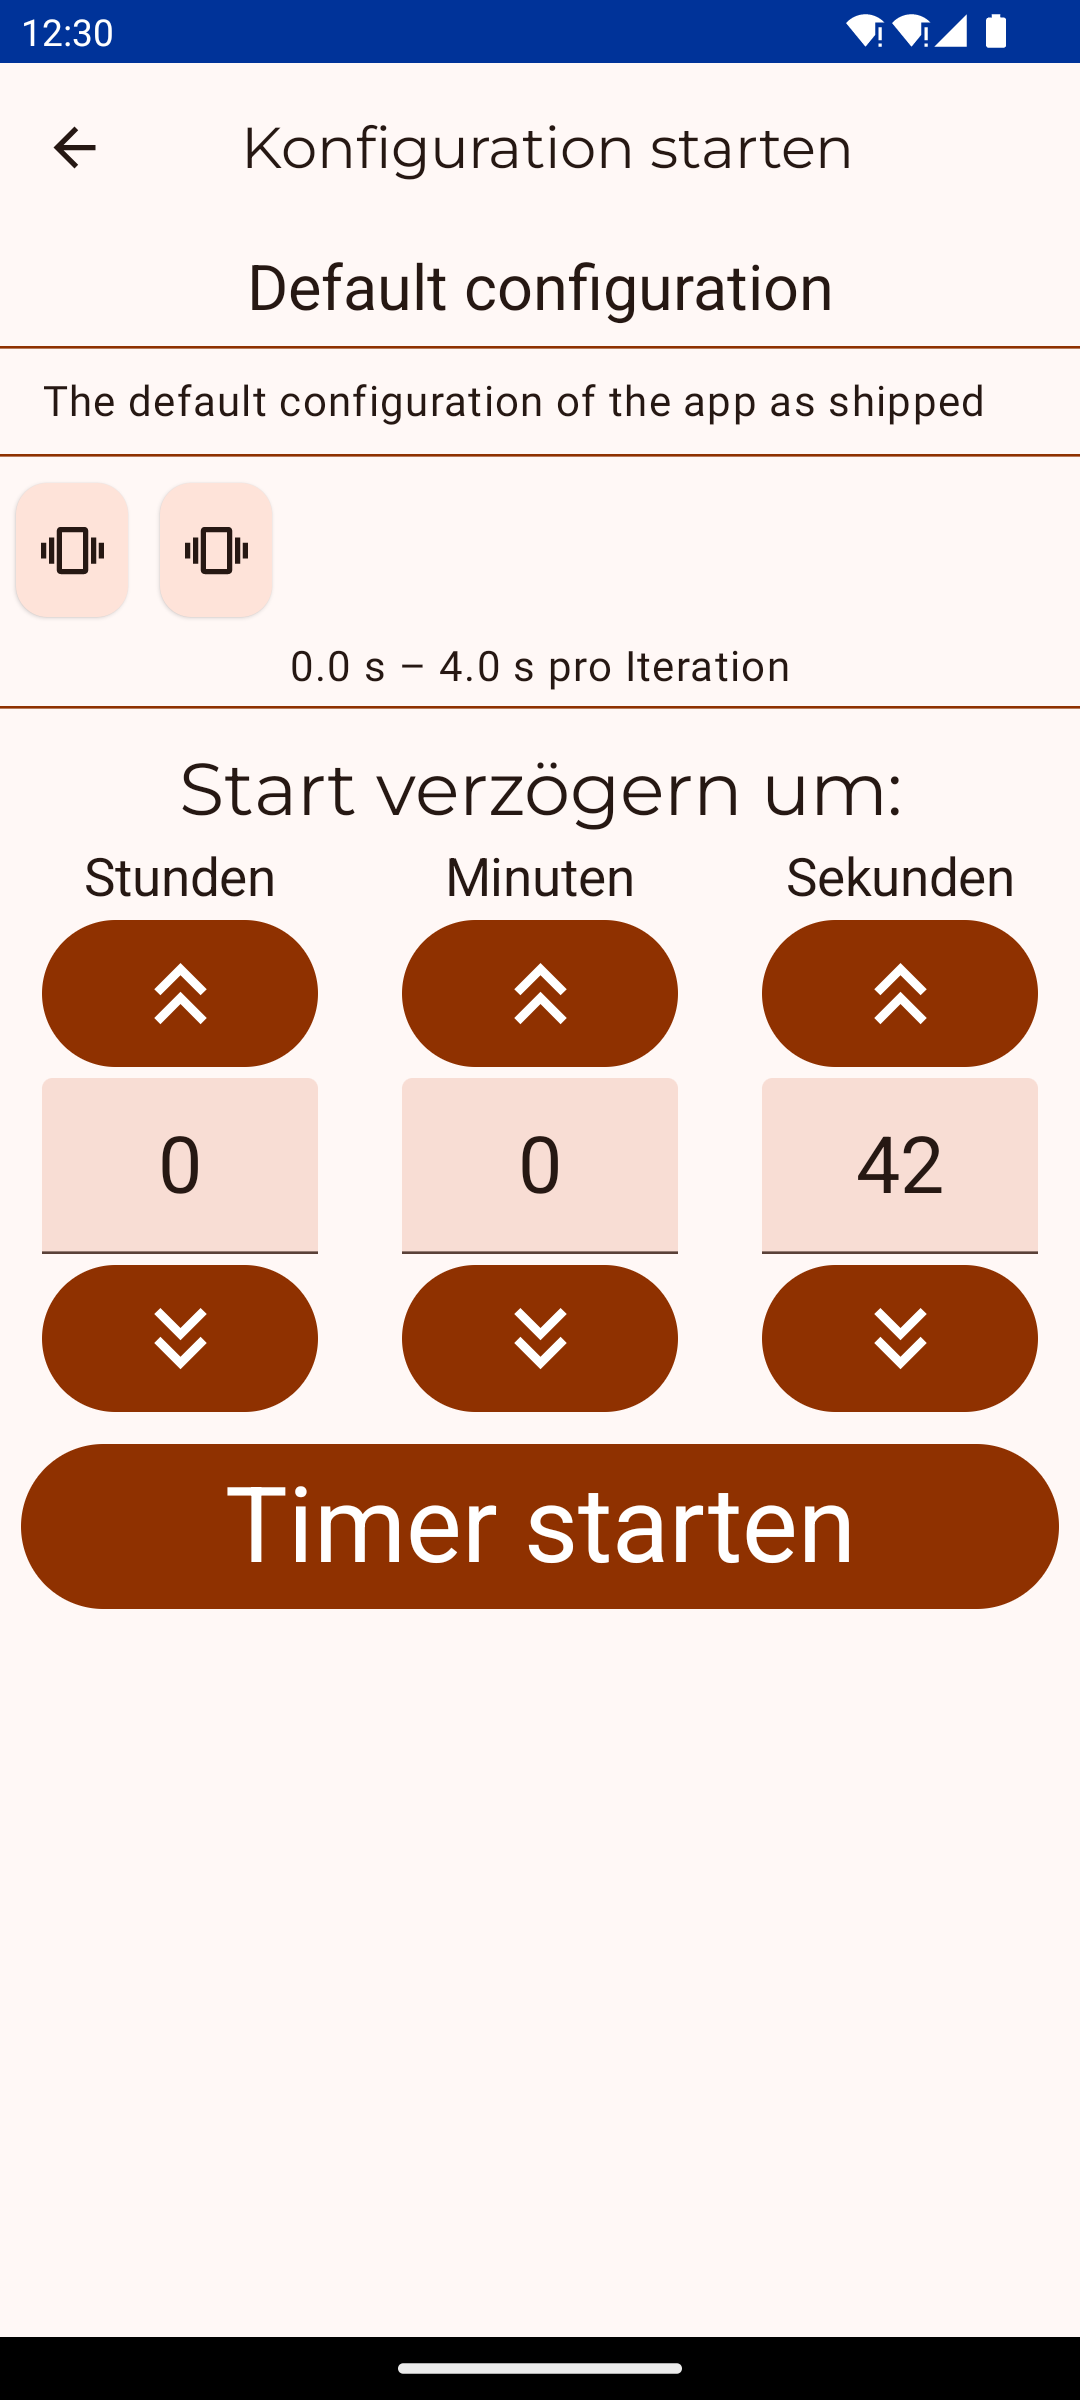 12:30
Konfiguration starten
Default configuration
The default configuration of the app as shipped
0.0 s – 4.0 s pro Iteration
Start verzögern um:
Stunden Minuten Sekunden
0 0 42
Timer starten